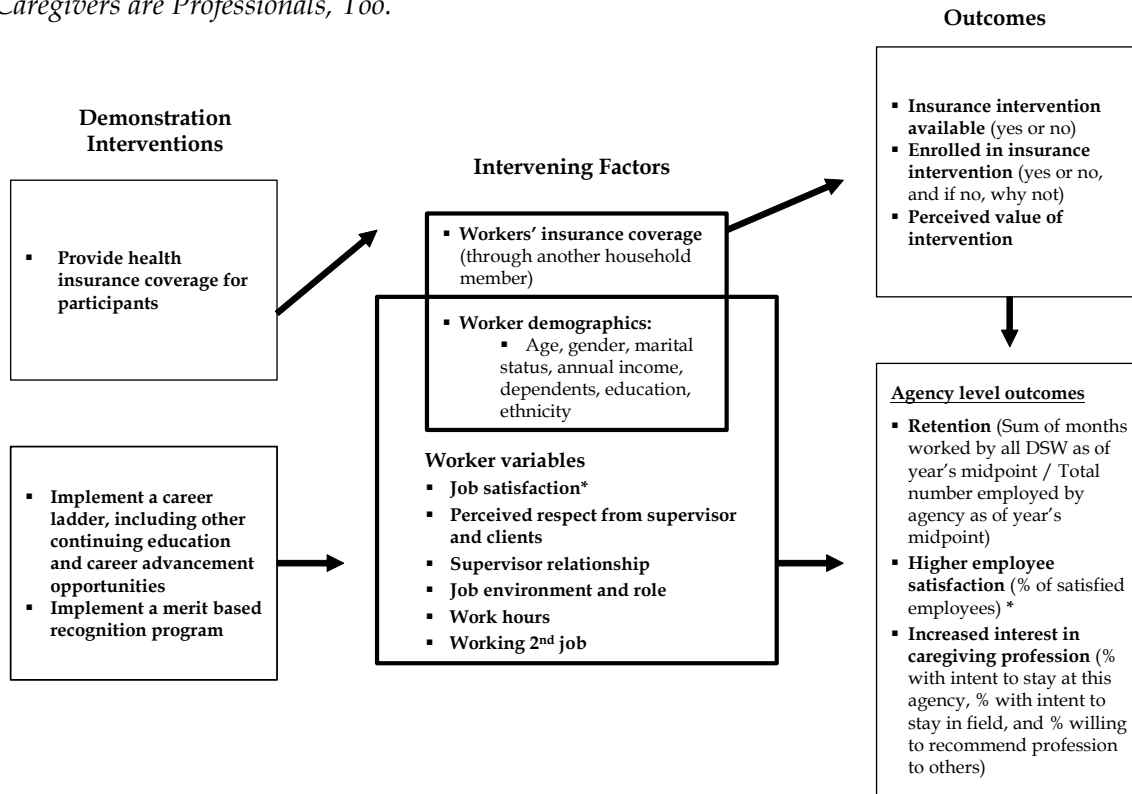 Caregivers are Professionals, Too.
Outcomes
Demonstration
Interventions
Intervening Factors
▪ Provide health
insurance coverage for
participants
▪ Implement a career
ladder, including other
continuing education
and career advancement
opportunities
▪ Implement a merit based
recognition program
▪ Workers’ insurance coverage
(through another household
member)
▪ Worker demographics:
▪ Age, gender, marital
status, annual income,
dependents, education,
ethnicity
Worker variables
▪ Job satisfaction*
▪ Perceived respect from supervisor
and clients
▪ Supervisor relationship
▪ Job environment and role
▪ Work hours
▪ Working 2nd job
▪ Insurance intervention
available (yes or no)
▪ Enrolled in insurance
intervention (yes or no,
and if no, why not)
▪ Perceived value of
intervention
Agency level outcomes
▪ Retention (Sum of months
worked by all DSW as of
year’s midpoint / Total
number employed by
agency as of year’s
midpoint)
▪ Higher employee
satisfaction (% of satisfied
employees) *
▪ Increased interest in
caregiving profession (%
with intent to stay at this
agency, % with intent to
stay in field, and % willing
to recommend profession
to others)